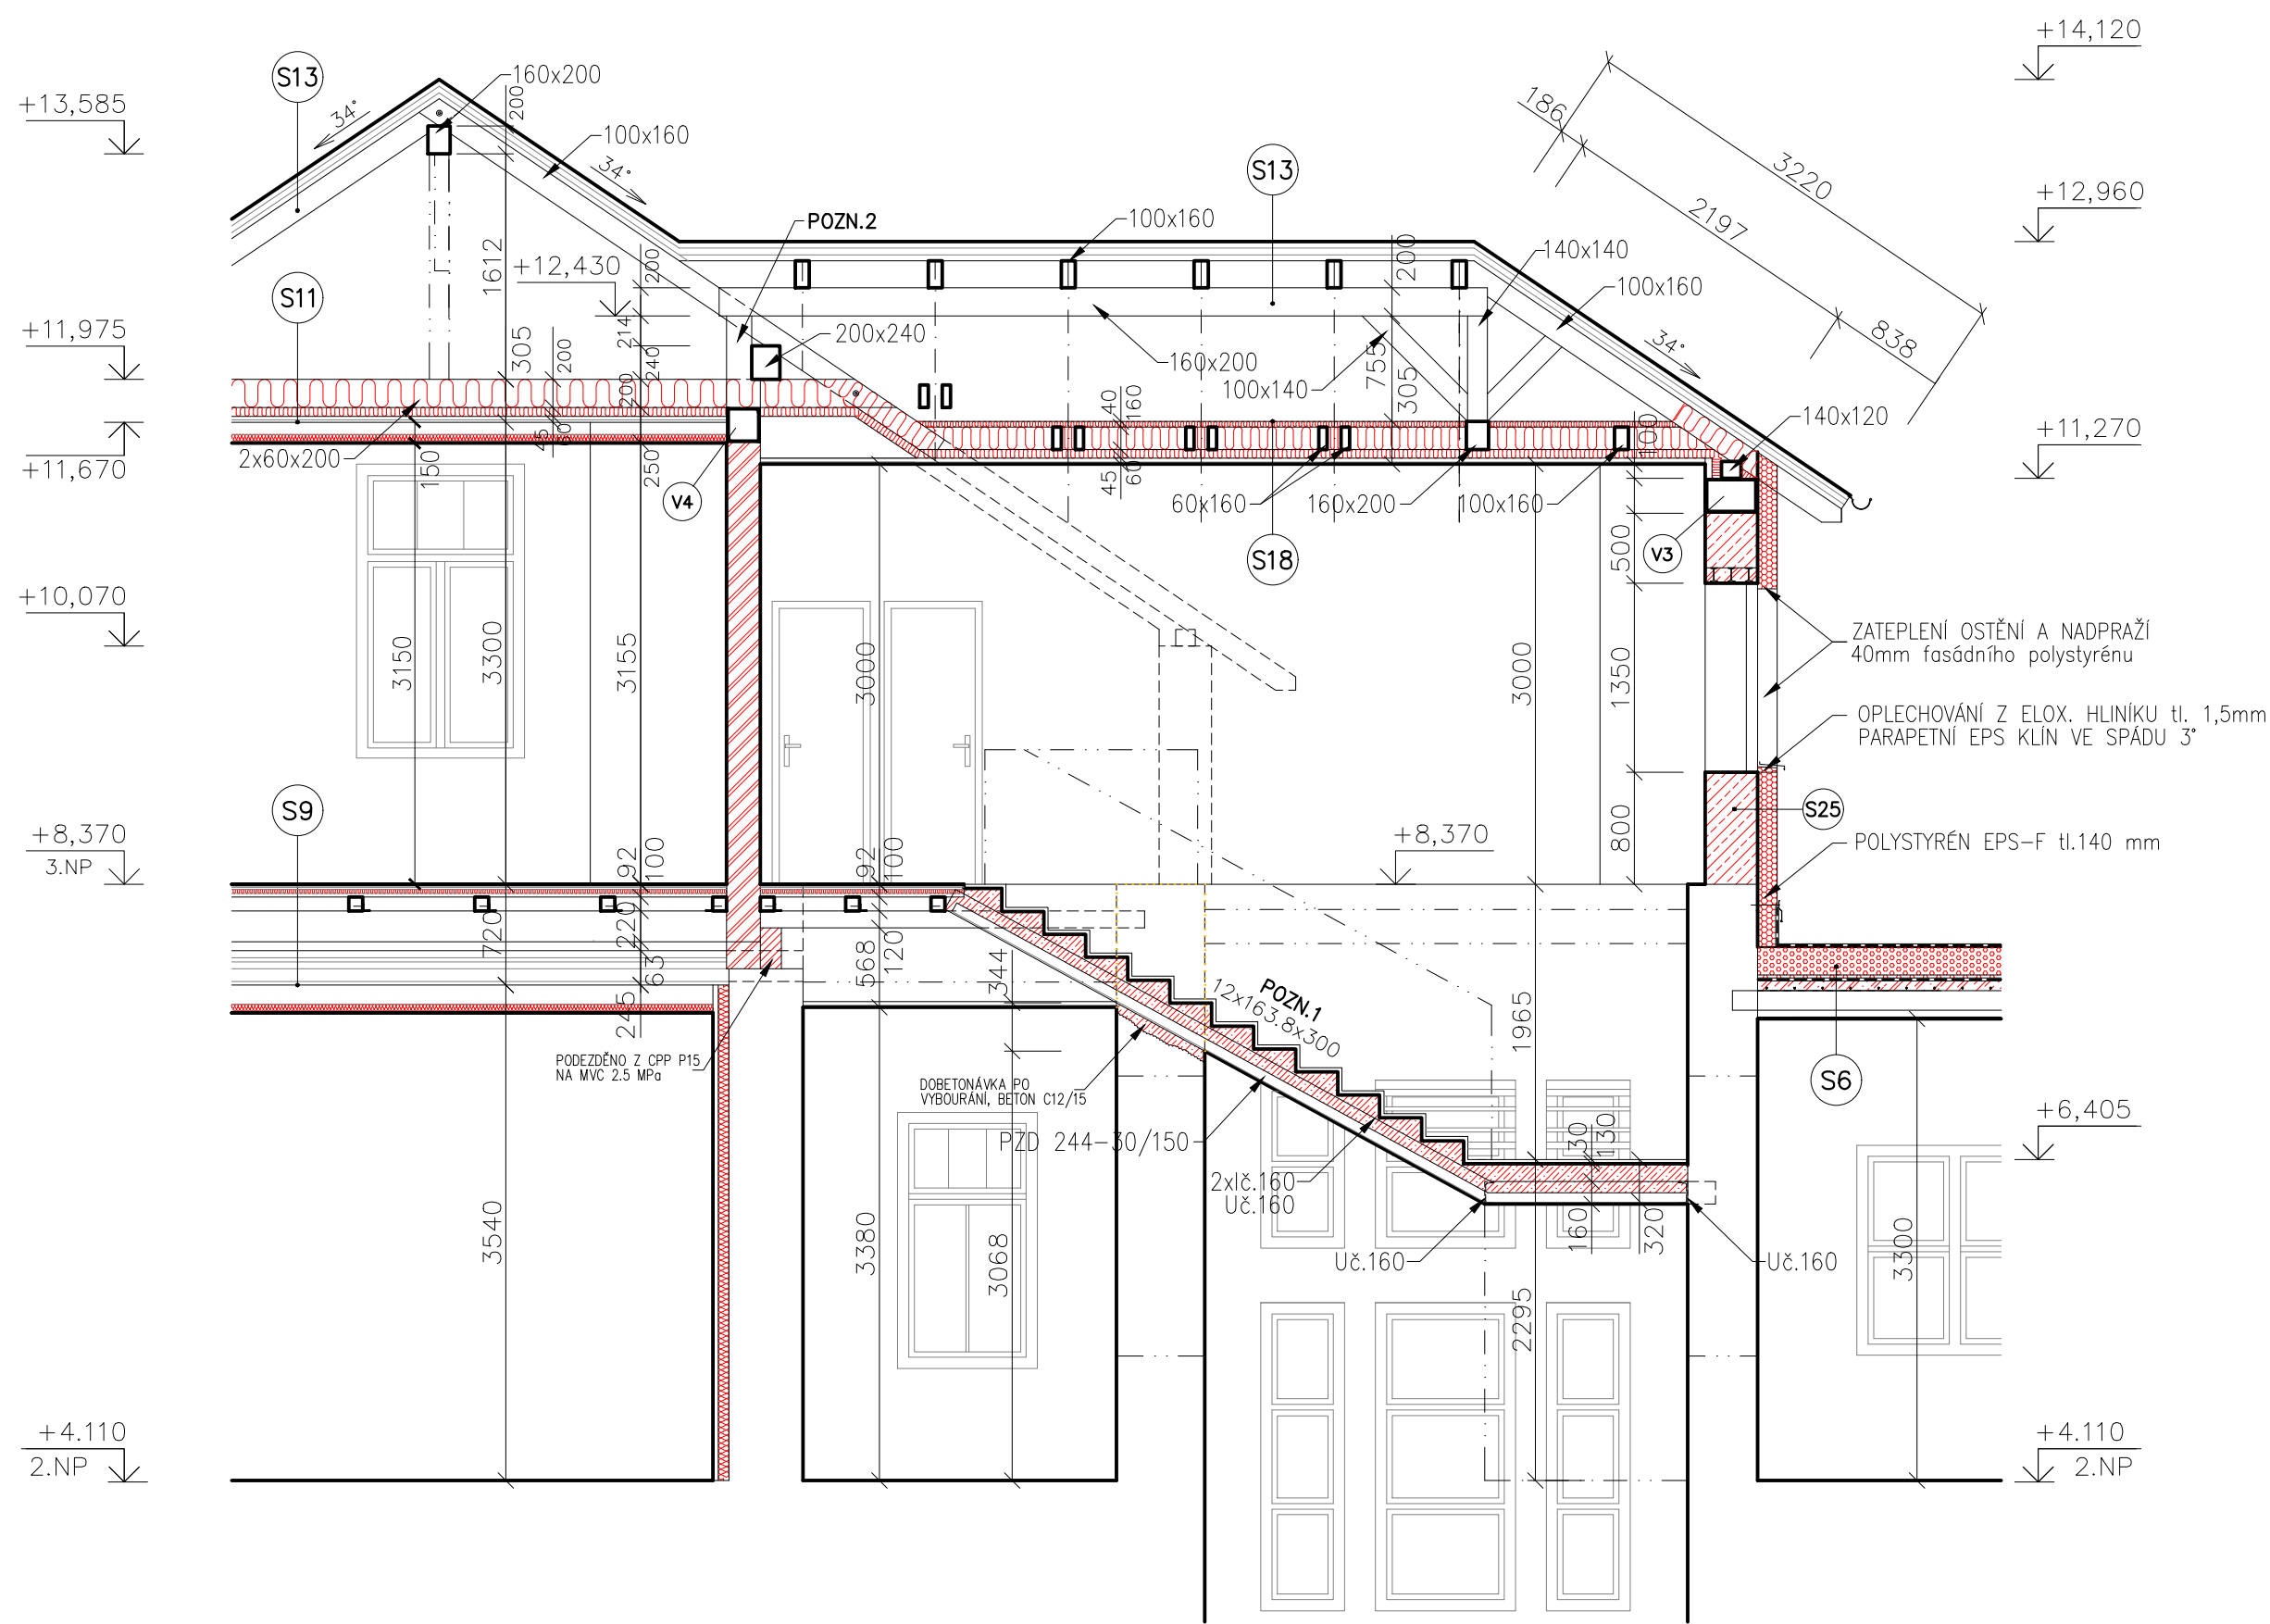 +14,120
S13
160x200
200
+13,585
34°
100x160
34°
186
3220
S13
+12,960
2197
POZN.2
100x160
140x140
200
1612
+12,430
200
100x160
S11
+11,975
305
200
214
240
200
200x240
160x200
100x140
755
305
34°
838
40
160
140x120
+11,670
2x60x200
150
45
60
250
V4
45
60
60x160
160x200
100x160
100
+11,270
S18
500
V3
+10,070
3150
3300
3155
3000
3000
1350
ZATEPLENÍ OSTĚNÍ A NADPRAŽÍ
40mm fasádního polystyrénu
OPLECHOVÁNÍ Z ELOX. HLINÍKU tl. 1,5mm
PARAPETNÍ EPS KLÍN VE SPÁDU 3°
S9
S25
+8,370
3.NP
92
100
92
100
+8,370
800
POLYSTYRÉN EPS-F tl.140 mm
720
220
63
245
568
120
344
POZN.1
12x163.8x300
1965
PODEZDĚNO Z CPP P15
NA MVC 2.5 MPa
DOBETONÁVKA PO
VYBOURÁNÍ, BETON C12/15
S6
PZD 244-30/150
30
130
+6,405
2xIč.160
Uč.160
160
320
3540
3380
3068
Uč.160
Uč.160
2295
3300
+4.110
2.NP
+4.110
2.NP